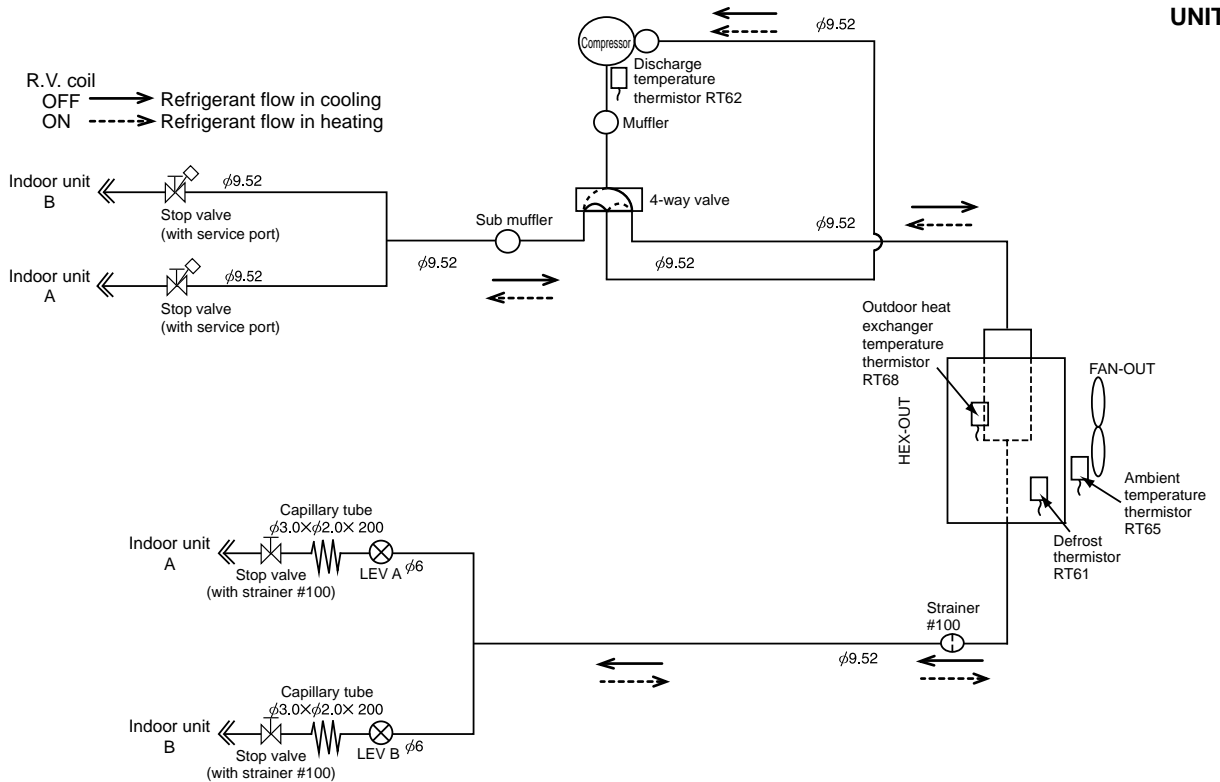 UNIT
R.V. coil
OFF Refrigerant flow in cooling
ON Refrigerant flow in heating
Compressor
ϕ9.52
Discharge
temperature
thermistor RT62
Muffler
4-way valve
Indoor unit
B
ϕ9.52
Stop valve
(with service port)
Sub muffler
ϕ9.52
ϕ9.52
ϕ9.52
Indoor unit
A
ϕ9.52
Stop valve
(with service port)
Outdoor heat
exchanger
temperature
thermistor
RT68
HEX-OUT
FAN-OUT
Ambient
temperature
thermistor
RT65
Defrost
thermistor
RT61
Capillary tube
ϕ3.0×ϕ2.0× 200
Indoor unit
A
LEV A ϕ6
Stop valve
(with strainer #100)
Strainer
#100
ϕ9.52
Capillary tube
ϕ3.0×ϕ2.0× 200
Indoor unit
B
LEV B ϕ6
Stop valve
(with strainer #100)